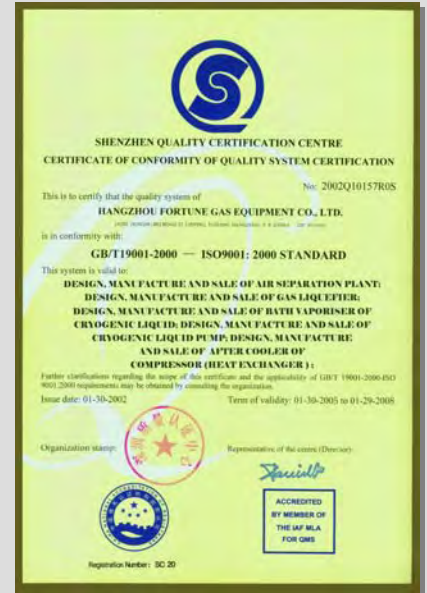 SHENZHEN QUALITY CERTIFICATION CENTRE
CERTIFICATE OF CONFORMITY OF QUALITY SYSTEM CERTIFICATION
No: 2002Q10157R0S
This is to certify that the quality system of
HANGZHOU FORTUNE GAS EQUIPMENT CO., LTD.
is in conformity with:
GB/T19001-2000 — ISO9001: 2000 STANDARD
This system is valid to:
DESIGN, MANUFACTURE AND SALE OF AIR SEPARATION PLANT;
DESIGN, MANUFACTURE AND SALE OF GAS LIQUEFIER;
DESIGN, MANUFACTURE AND SALE OF BATH VAPORISER OF
CRYOGENIC LIQUID; DESIGN, MANUFACTURE AND SALE OF
CRYOGENIC LIQUID PUMP; DESIGN, MANUFACTURE
AND SALE OF AFTER COOLER OF
COMPRESSOR (HEAT EXCHANGER) :
Further clarifications regarding the scope of this certificate and the applicability of GB/T 19001-2000-ISO
9001:2000 requirements may be obtained by consulting the organization.
Issue date: 01-30-2002
Term of validity: 01-30-2005 to 01-29-2008
Organization stamp:
Representative of the centre (Director):
ACCREDITED
BY MEMBER OF
THE IAF MLA
FOR QMS
Registration Number: SC 20